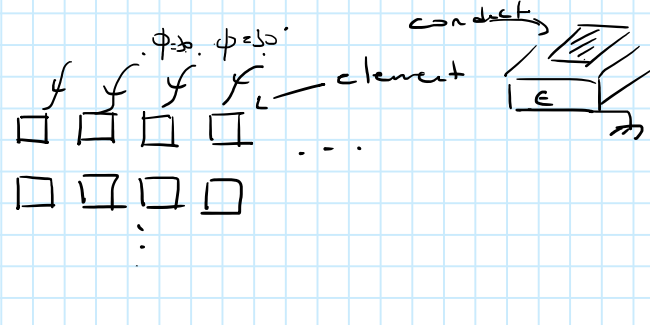 conduct
ϕ=30 ϕ=30°
element
ϵ
. . .